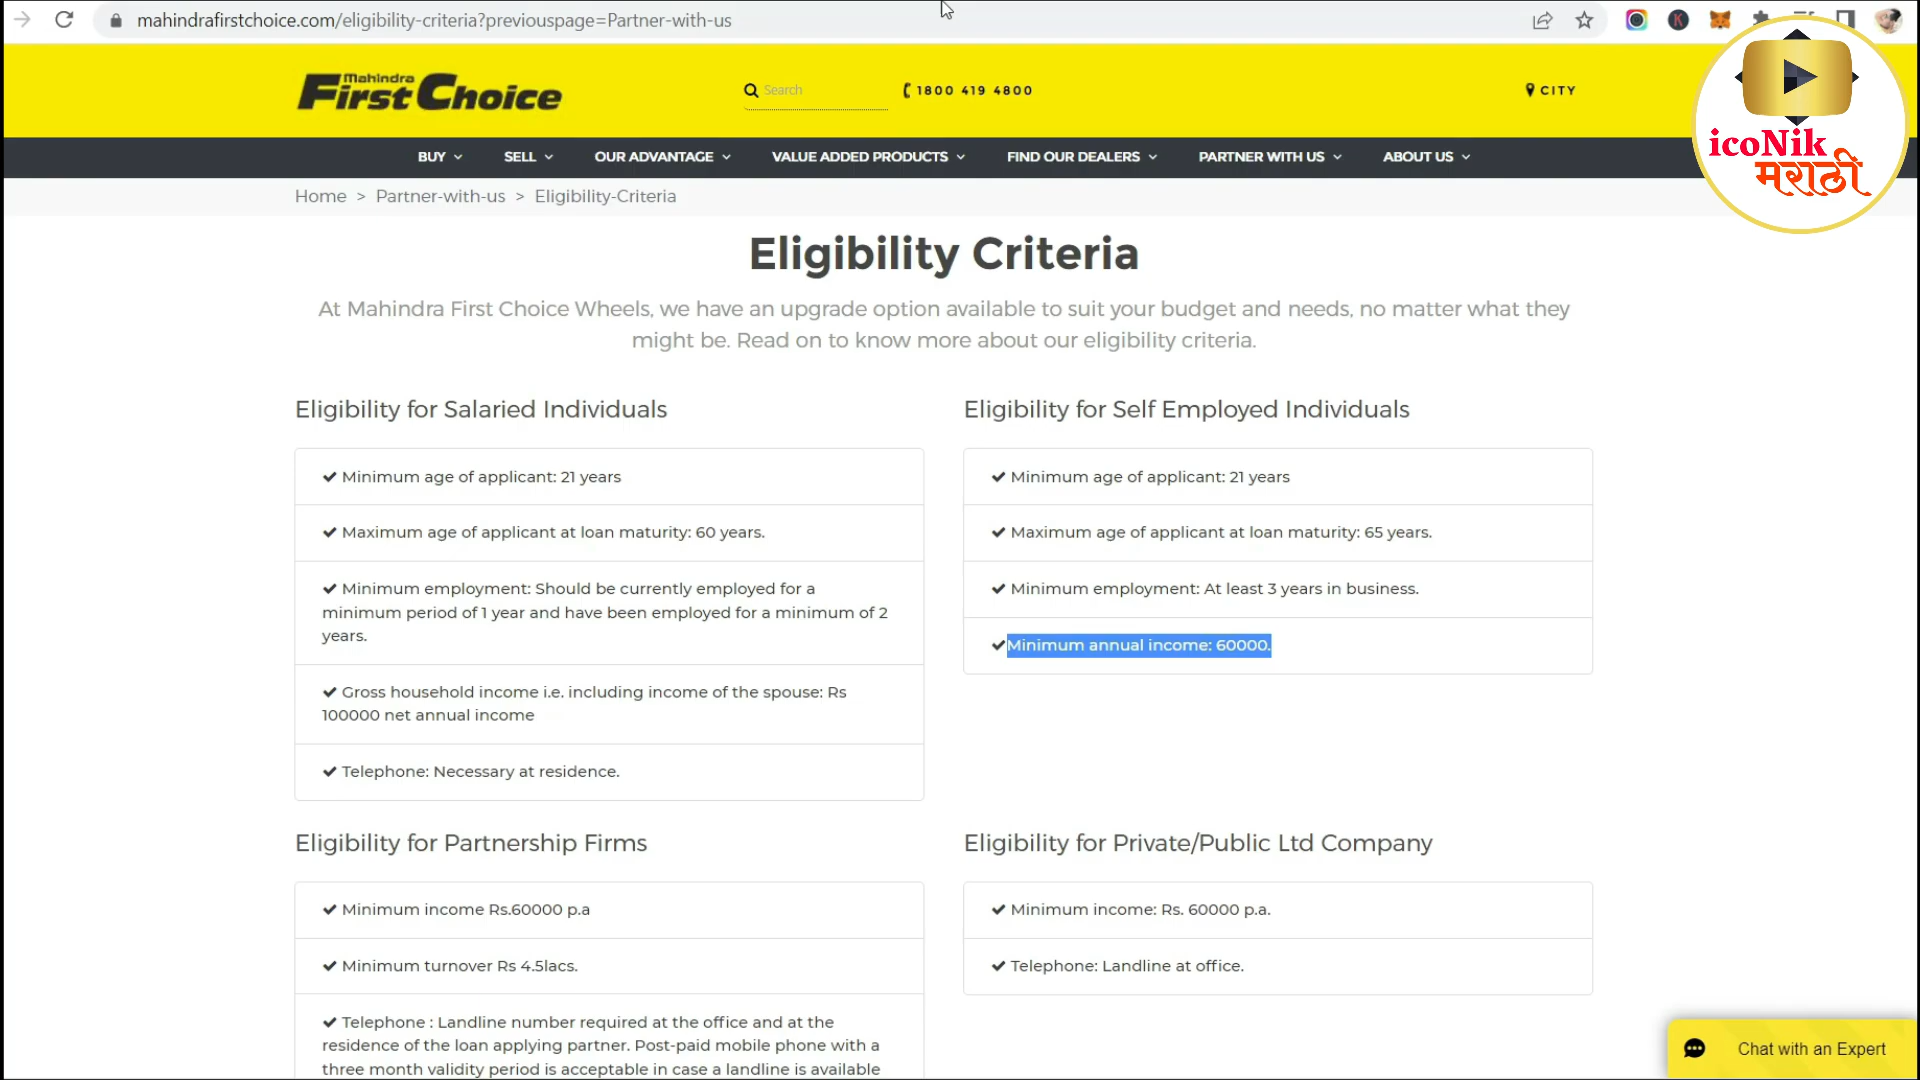 mahindrafirstchoice.com/eligibility-criteria?previouspage=Partner-with-us
K
Mahindra
First Choice
Search
1800 419 4800
CITY
icoNik
मराठी
BUY
SELL
OUR ADVANTAGE
VALUE ADDED PRODUCTS
FIND OUR DEALERS
PARTNER WITH US
ABOUT US
Home > Partner-with-us > Eligibility-Criteria
Eligibility Criteria
At Mahindra First Choice Wheels, we have an upgrade option available to suit your budget and needs, no matter what they
might be. Read on to know more about our eligibility criteria.
Eligibility for Salaried Individuals
Minimum age of applicant: 21 years
Maximum age of applicant at loan maturity: 60 years.
Minimum employment: Should be currently employed for a
minimum period of 1 year and have been employed for a minimum of 2
years.
Gross household income i.e. including income of the spouse: Rs
100000 net annual income
Telephone: Necessary at residence.
Eligibility for Self Employed Individuals
Minimum age of applicant: 21 years
Maximum age of applicant at loan maturity: 65 years.
Minimum employment: At least 3 years in business.
Minimum annual income: 60000.
Eligibility for Partnership Firms
Minimum income Rs.60000 p.a
Minimum turnover Rs 4.5lacs.
Telephone : Landline number required at the office and at the
residence of the loan applying partner. Post-paid mobile phone with a
three month validity period is acceptable in case a landline is available
Eligibility for Private/Public Ltd Company
Minimum income: Rs. 60000 p.a.
Telephone: Landline at office.
Chat with an Expert